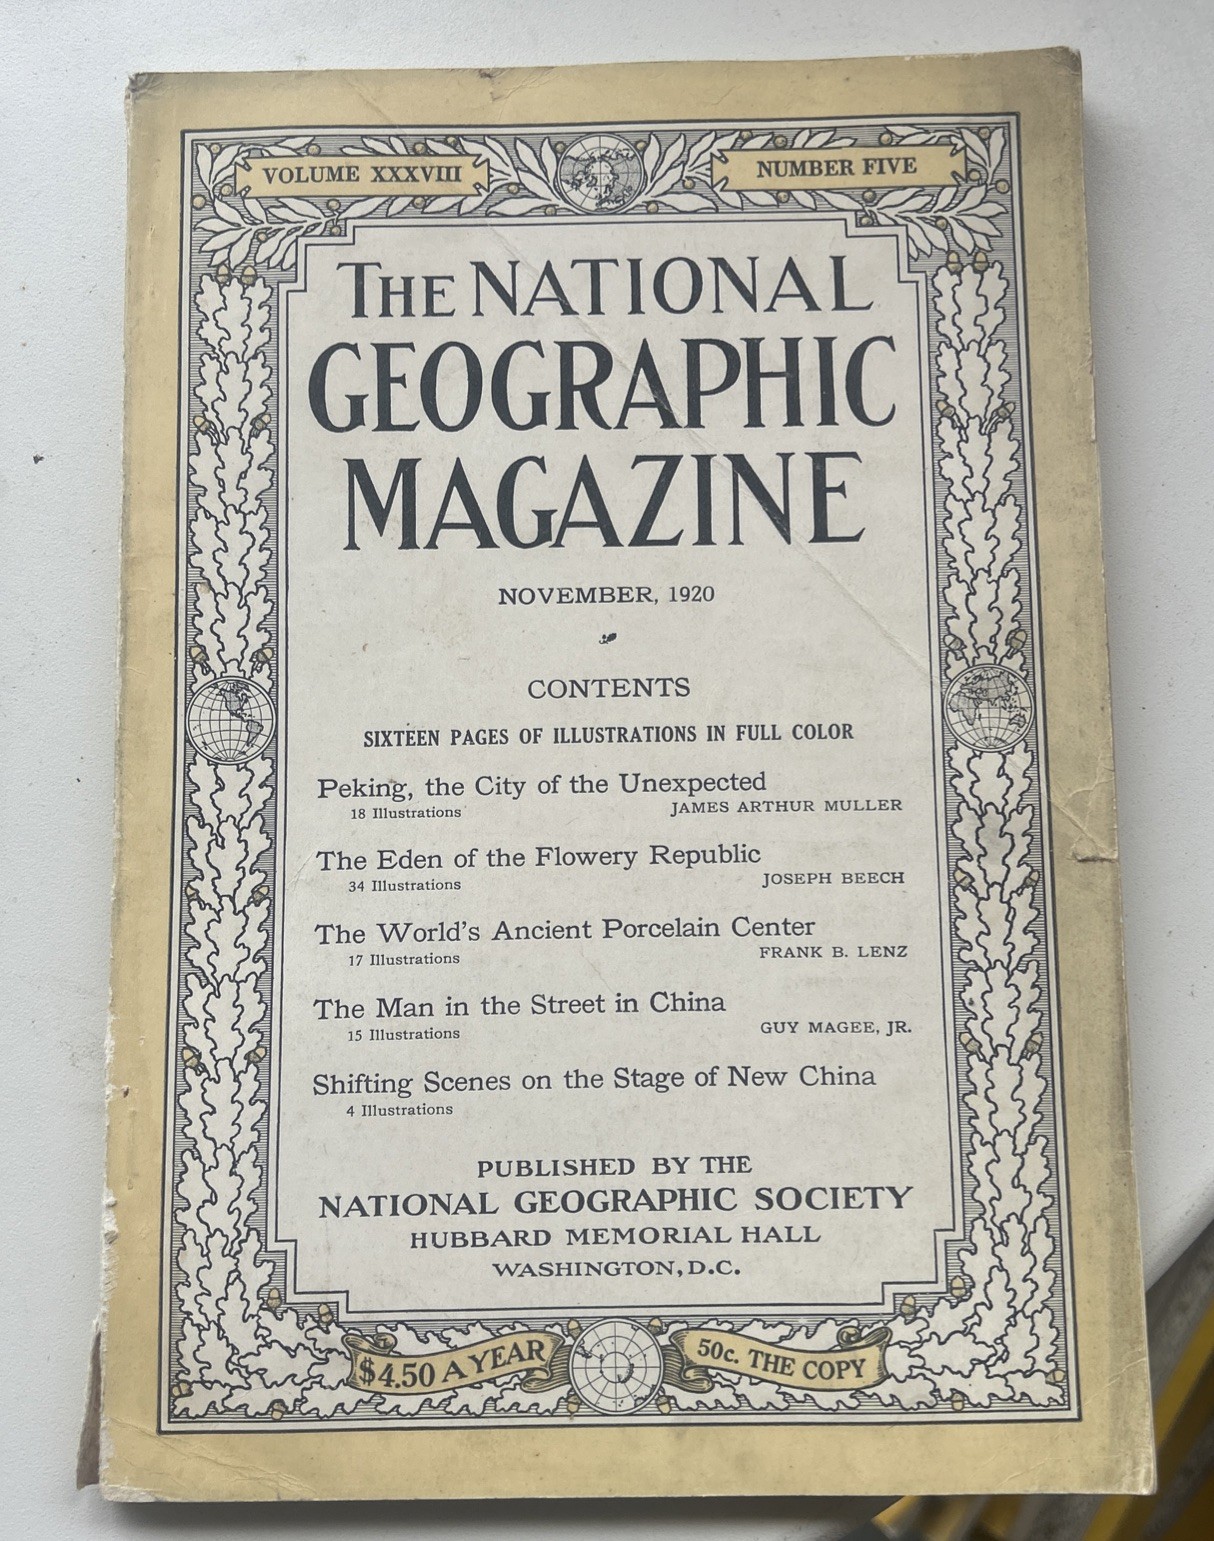 VOLUME XXXVIII
NUMBER FIVE
THE NATIONAL
GEOGRAPHIC
MAGAZINE
NOVEMBER, 1920
CONTENTS
SIXTEEN PAGES OF ILLUSTRATIONS IN FULL COLOR
Peking, the City of the Unexpected
18 Illustrations JAMES ARTHUR MULLER
The Eden of the Flowery Republic
34 Illustrations JOSEPH BEECH
The World's Ancient Porcelain Center
17 Illustrations FRANK B. LENZ
The Man in the Street in China
15 Illustrations GUY MAGEE, JR.
Shifting Scenes on the Stage of New China
4 Illustrations
PUBLISHED BY THE
NATIONAL GEOGRAPHIC SOCIETY
HUBBARD MEMORIAL HALL
WASHINGTON, D.C.
$4.50 A YEAR
50c. THE COPY